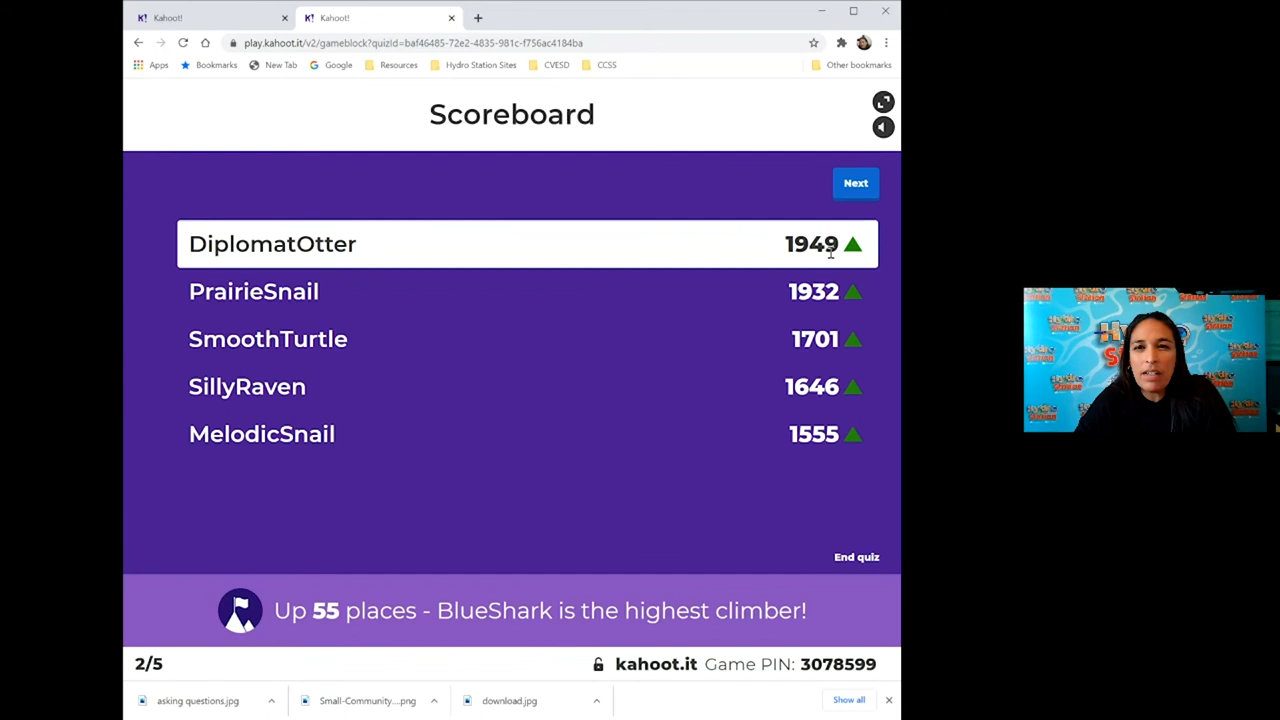 Kahoot!
Kahoot!
play.kahoot.it/v2/gameblock?quizId=baf46485-72e2-4835-981c-f756ac4184ba
Apps Bookmarks New Tab Google Resources Hydro Station Sites CVESD CCSS Other bookmarks
Scoreboard
Next
DiplomatOtter 1949
PrairieSnail 1932
SmoothTurtle 1701
SillyRaven 1646
MelodicSnail 1555
End quiz
Up 55 places - BlueShark is the highest climber!
2/5 kahoot.it Game PIN: 3078599
asking questions.jpg Small-Community....png download.jpg Show all